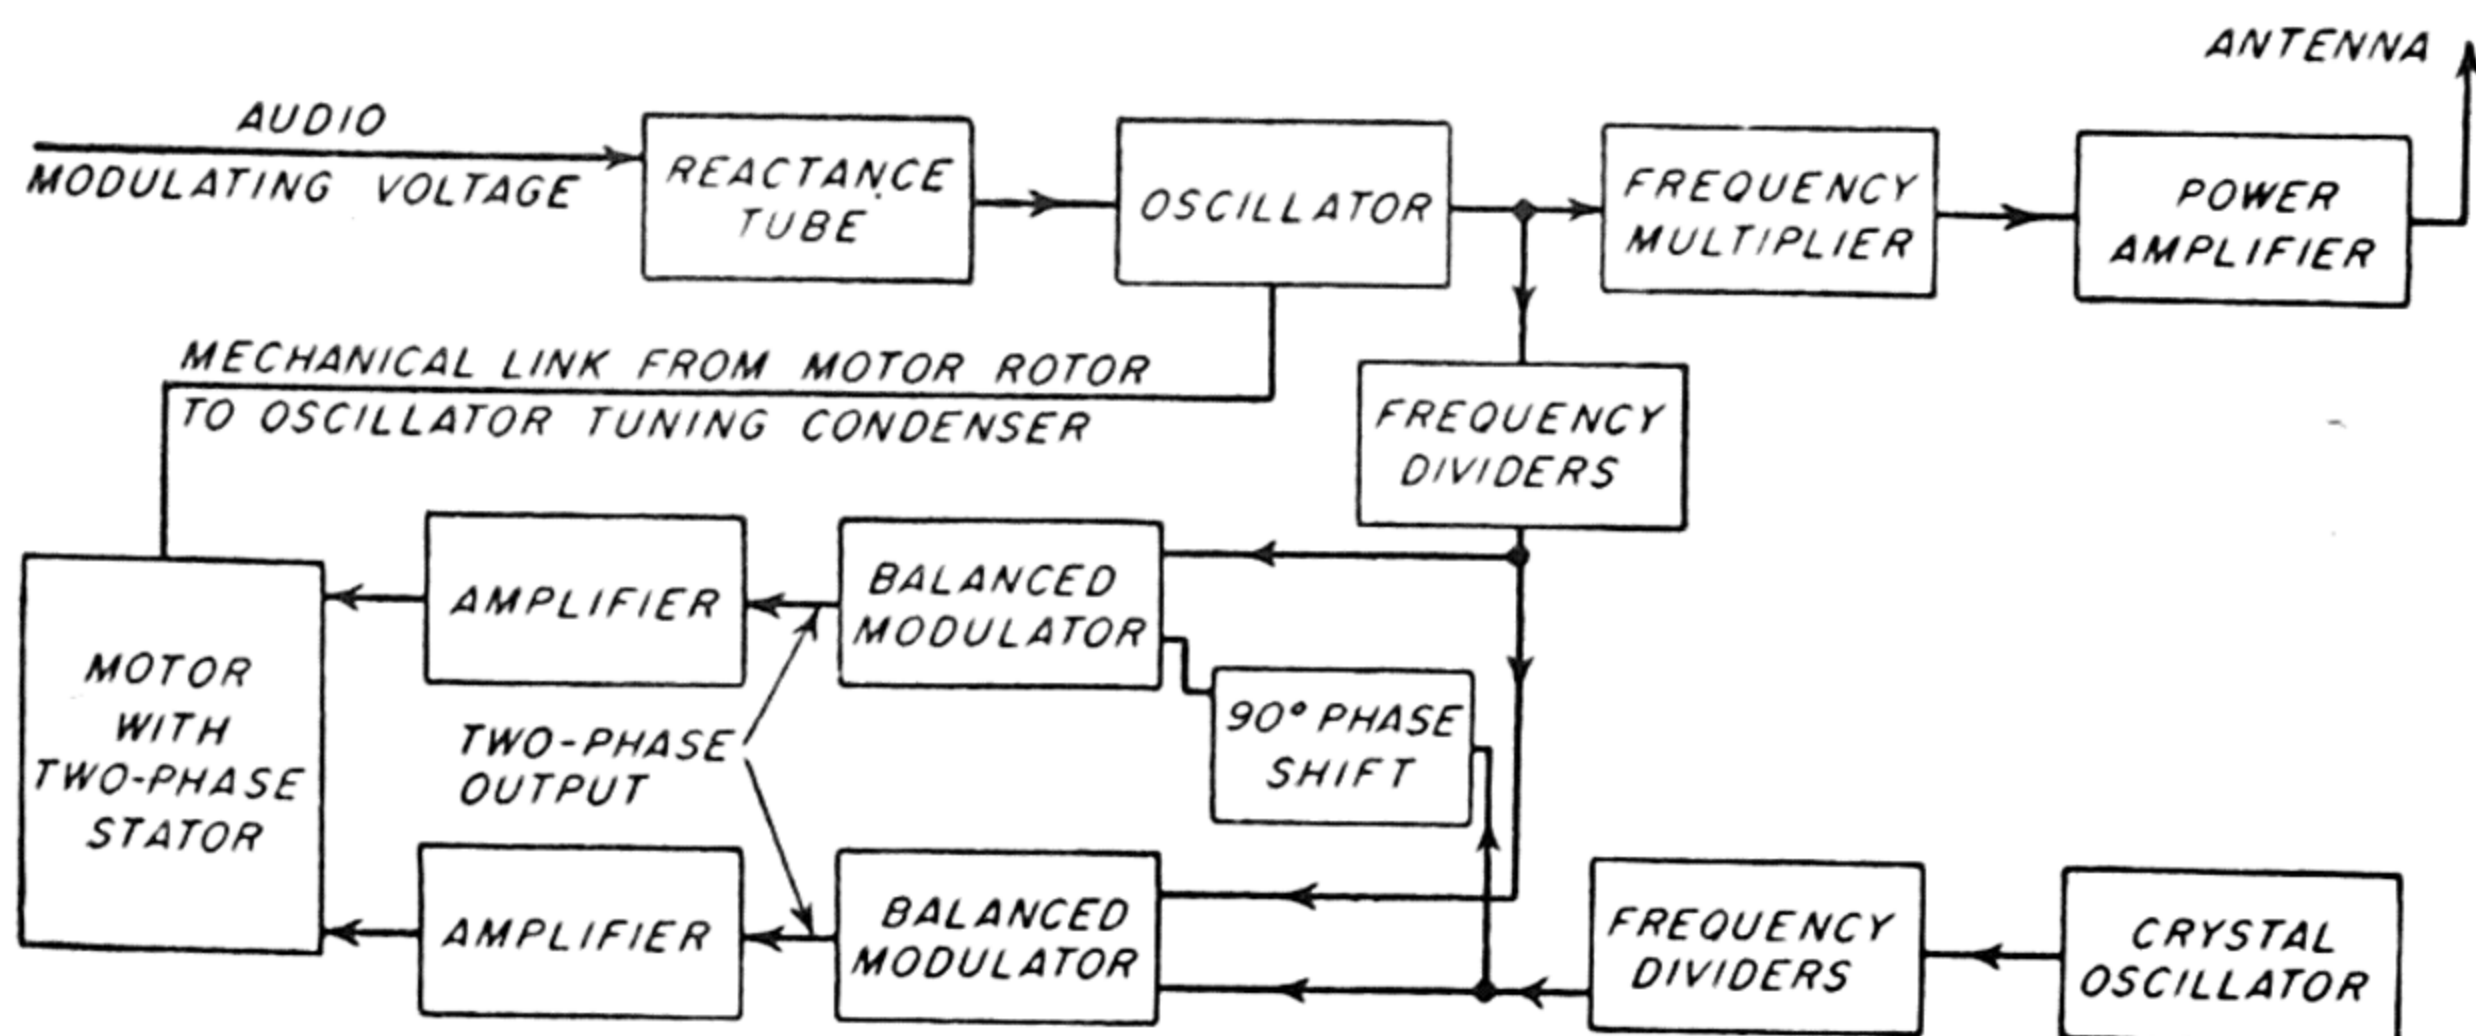 ANTENNA
AUDIO
MODULATING VOLTAGE
REACTANCE
TUBE
OSCILLATOR
FREQUENCY
MULTIPLIER
POWER
AMPLIFIER
MECHANICAL LINK FROM MOTOR ROTOR
TO OSCILLATOR TUNING CONDENSER
FREQUENCY
DIVIDERS
MOTOR
WITH
TWO-PHASE
STATOR
AMPLIFIER
BALANCED
MODULATOR
TWO-PHASE
OUTPUT
90° PHASE
SHIFT
AMPLIFIER
BALANCED
MODULATOR
FREQUENCY
DIVIDERS
CRYSTAL
OSCILLATOR